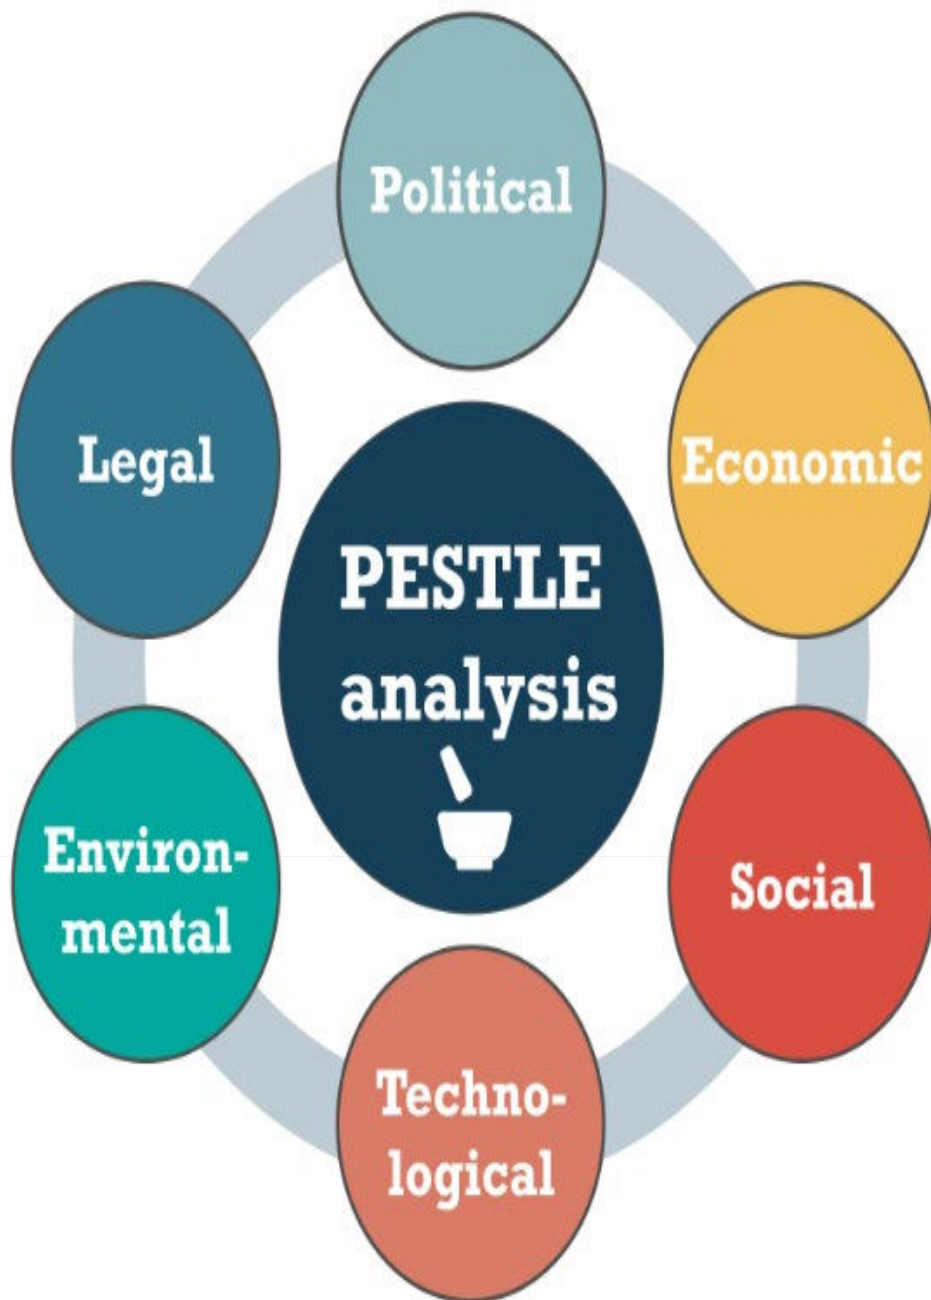 Political
Economic
Social
Techno-
logical
Environ-
mental
Legal
PESTLE
analysis